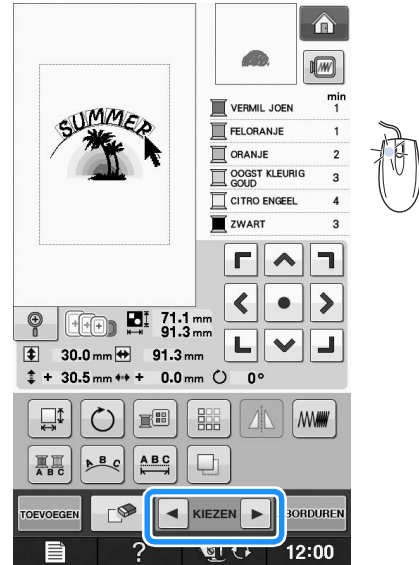 SUMMER
min
VERMIL JOEN 1
FELORANJE 1
ORANJE 2
OOGST KLEURIG
GOUD 3
CITRO ENGEEL 4
ZWART 3
71.1 mm
91.3 mm
30.0 mm 91.3 mm
+ 30.5 mm + 0.0 mm 0°
A B C A B C A B C
TOEVOEGEN KIEZEN BORDUREN
? 12:00